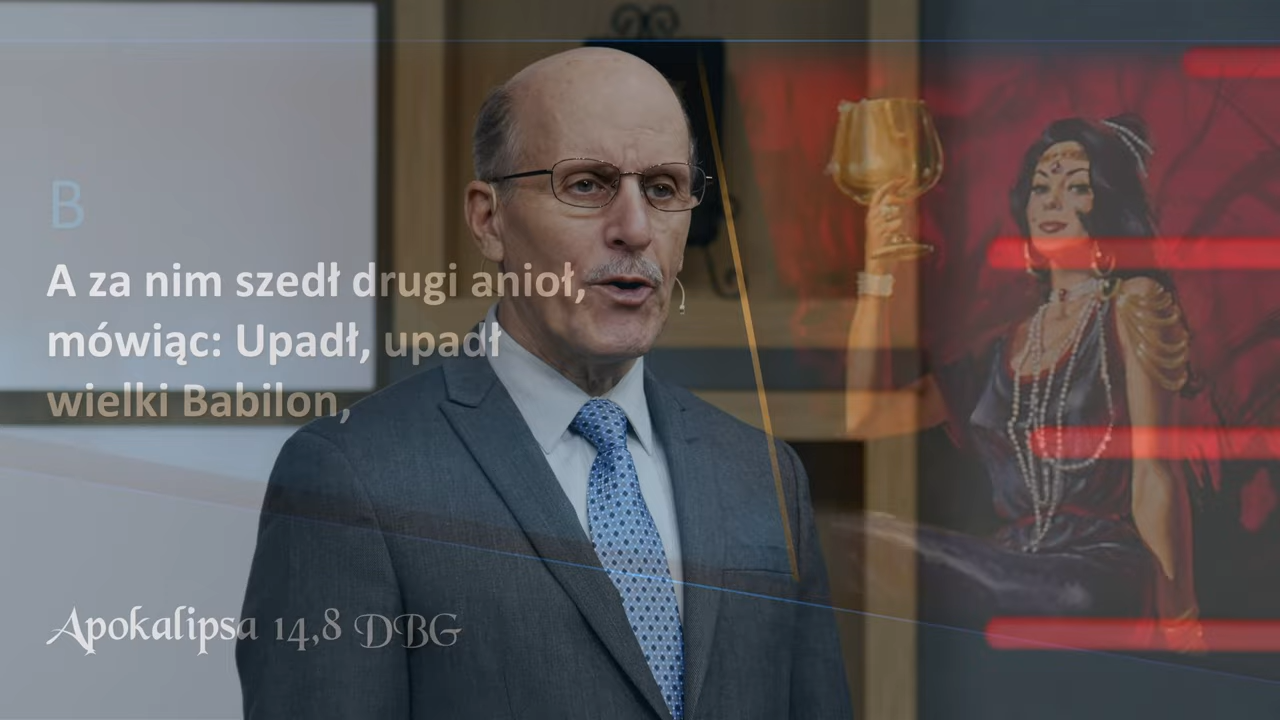 B
A za nim szedł drugi anioł,
mówiąc: Upadł, upadł
wielki Babilon,
Apokalipsa 14,8 DBG